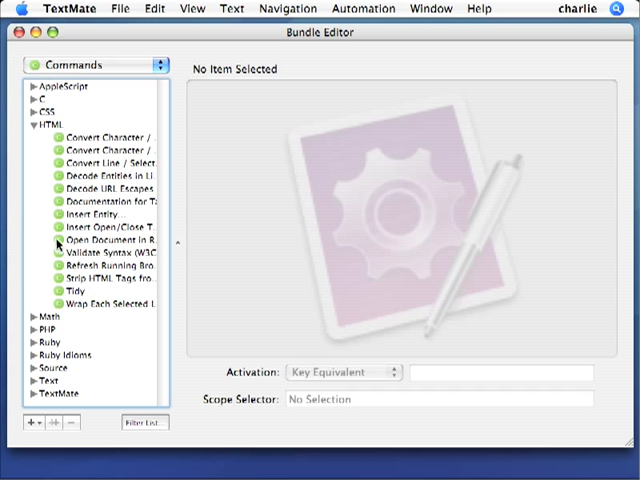 TextMate File Edit View Text Navigation Automation Window Help charlie
Bundle Editor
Commands
No Item Selected
AppleScript
C
CSS
HTML
Convert Character / ...
Convert Character / ...
Convert Line / Select...
Decode Entities in Li...
Decode URL Escapes
Documentation for Ta
Insert Entity...
Insert Open/Close T...
Open Document in R...
Validate Syntax (W3C
Refresh Running Bro...
Strip HTML Tags fro...
Tidy
Wrap Each Selected L
Math
PHP
Ruby
Ruby Idioms
Source
Text
TextMate
Activation: Key Equivalent
Scope Selector: No Selection
Filter List...